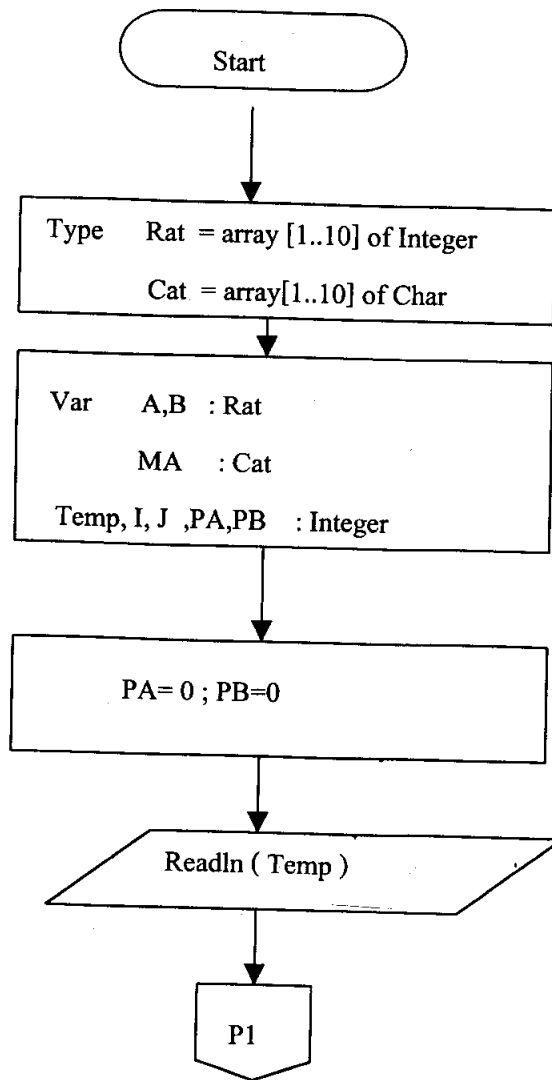 Start
Type Rat = array [1..10] of Integer
Cat = array[1..10] of Char
Var A,B : Rat
MA : Cat
Temp, I, J ,PA,PB : Integer
PA= 0 ; PB=0
Readln ( Temp )
P1